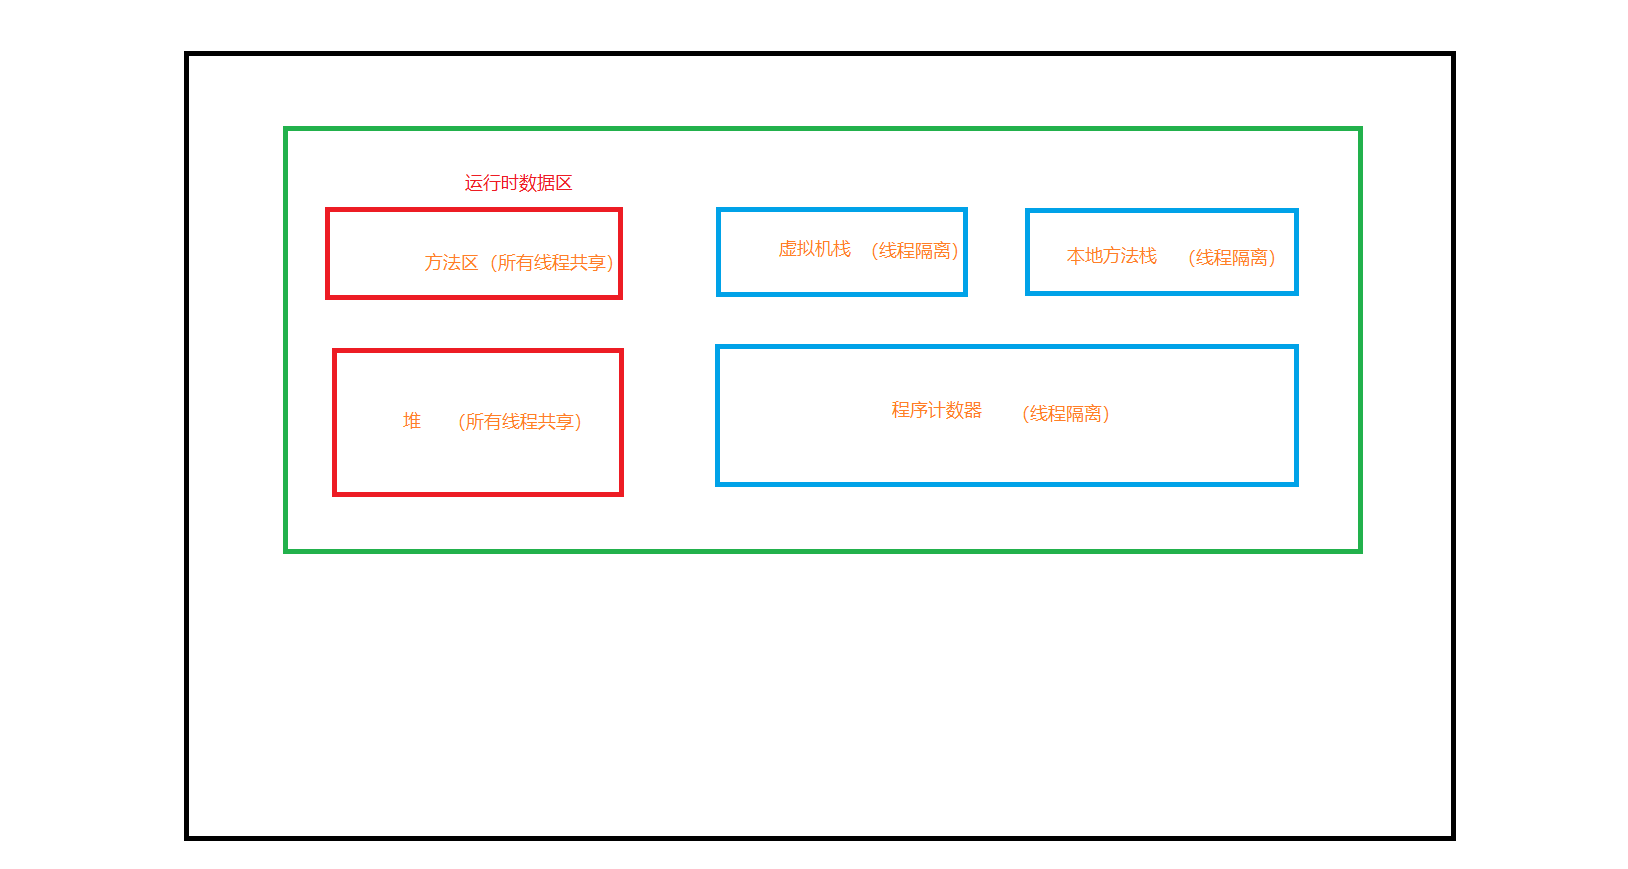 运行时数据区
方法区（所有线程共享）
虚拟机栈 （线程隔离）
本地方法栈 （线程隔离）
堆 （所有线程共享）
程序计数器 （线程隔离）